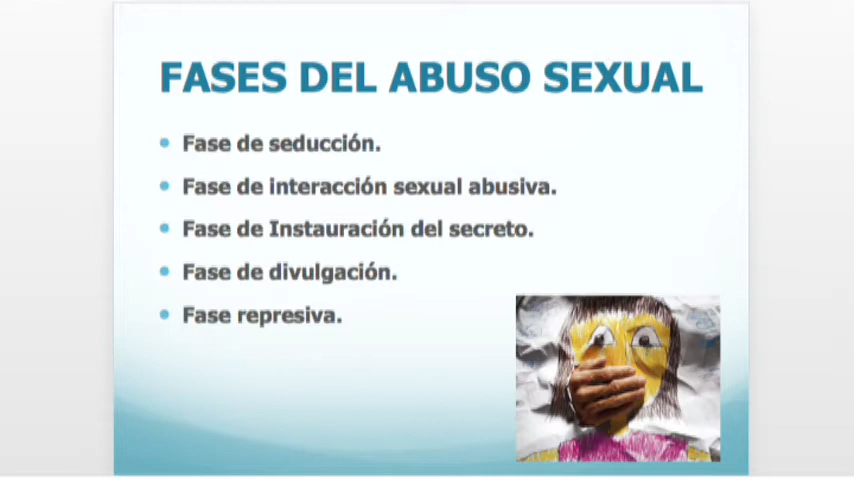 FASES DEL ABUSO SEXUAL
Fase de seducción.
Fase de interacción sexual abusiva.
Fase de Instauración del secreto.
Fase de divulgación.
Fase represiva.